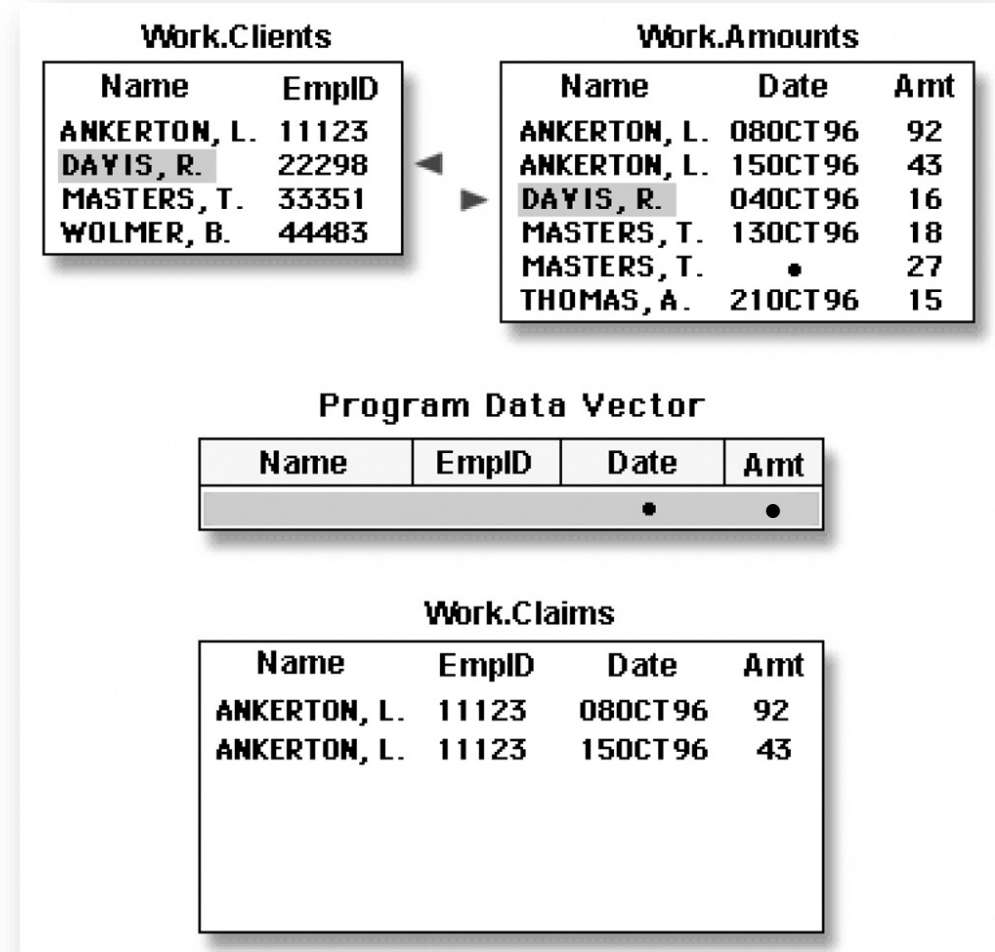 Work.Clients
Name EmpID
ANKERTON, L. 11123
DAVIS, R. 22298
MASTERS, T. 33351
WOLMER, B. 44483
Work.Amounts
Name Date Amt
ANKERTON, L. 08OCT96 92
ANKERTON, L. 15OCT96 43
DAVIS, R. 04OCT96 16
MASTERS, T. 13OCT96 18
MASTERS, T. • 27
THOMAS, A. 21OCT96 15
Program Data Vector
Name EmpID Date Amt
• •
Work.Claims
Name EmpID Date Amt
ANKERTON, L. 11123 08OCT96 92
ANKERTON, L. 11123 15OCT96 43